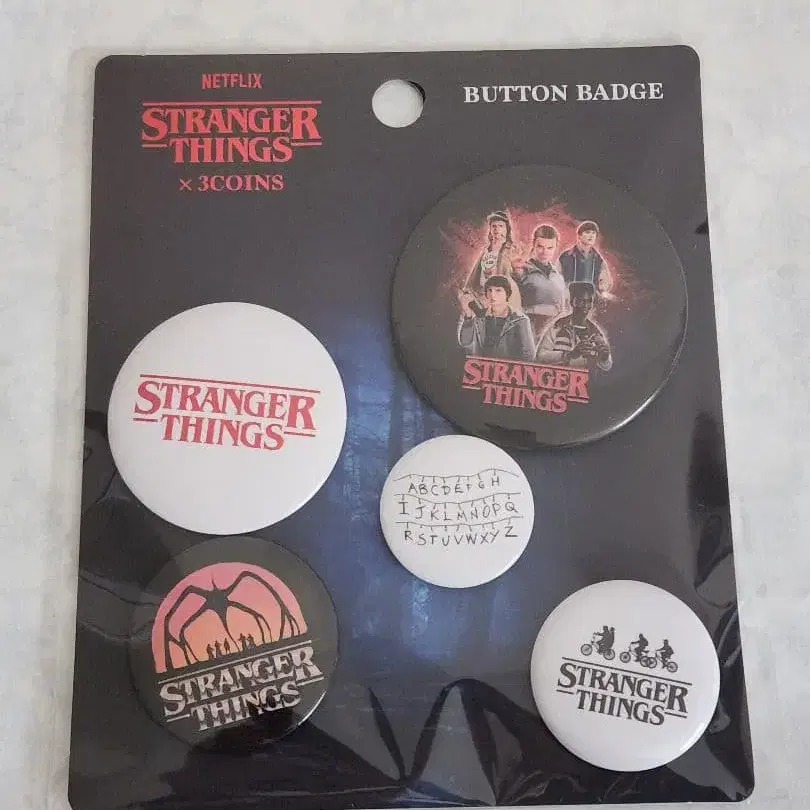 NETFLIX
STRANGER
THINGS
×3COINS
BUTTON BADGE
STRANGER
THINGS
STRANGER
THINGS
ABCDEFGH
IJKLMNOPQ
RSTUVWXYZ
STRANGER
THINGS
STRANGER
THINGS